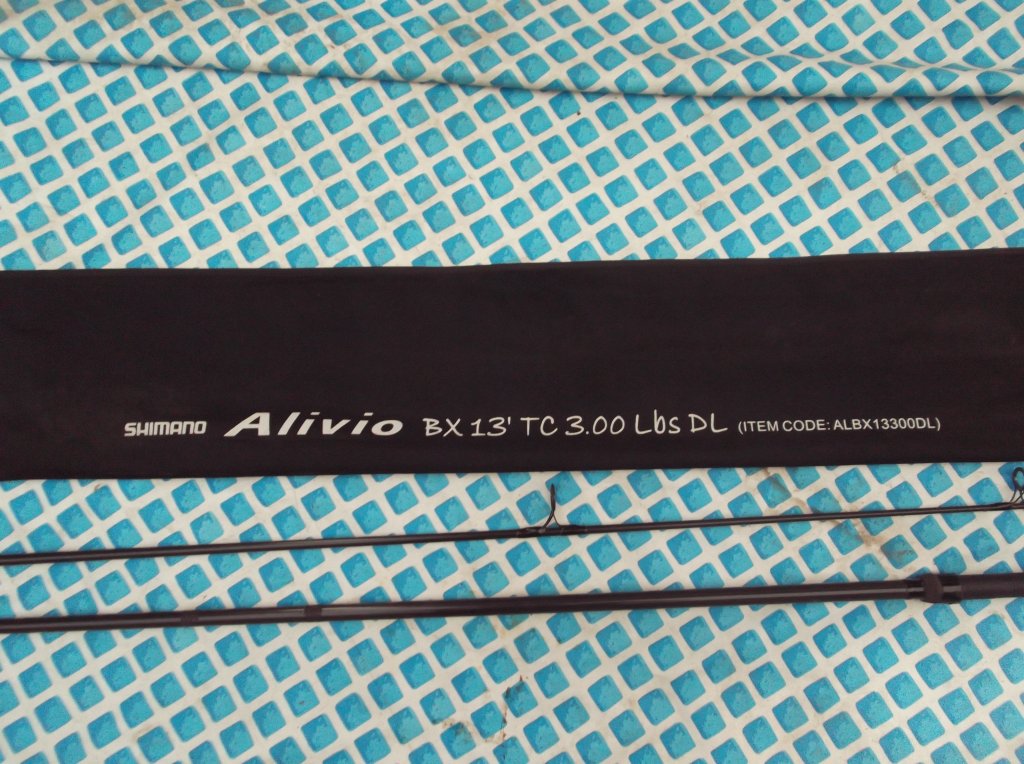 SHIMANO Alivio BX 13' TC 3.00 Lbs DL (ITEM CODE: ALBX13300DL)